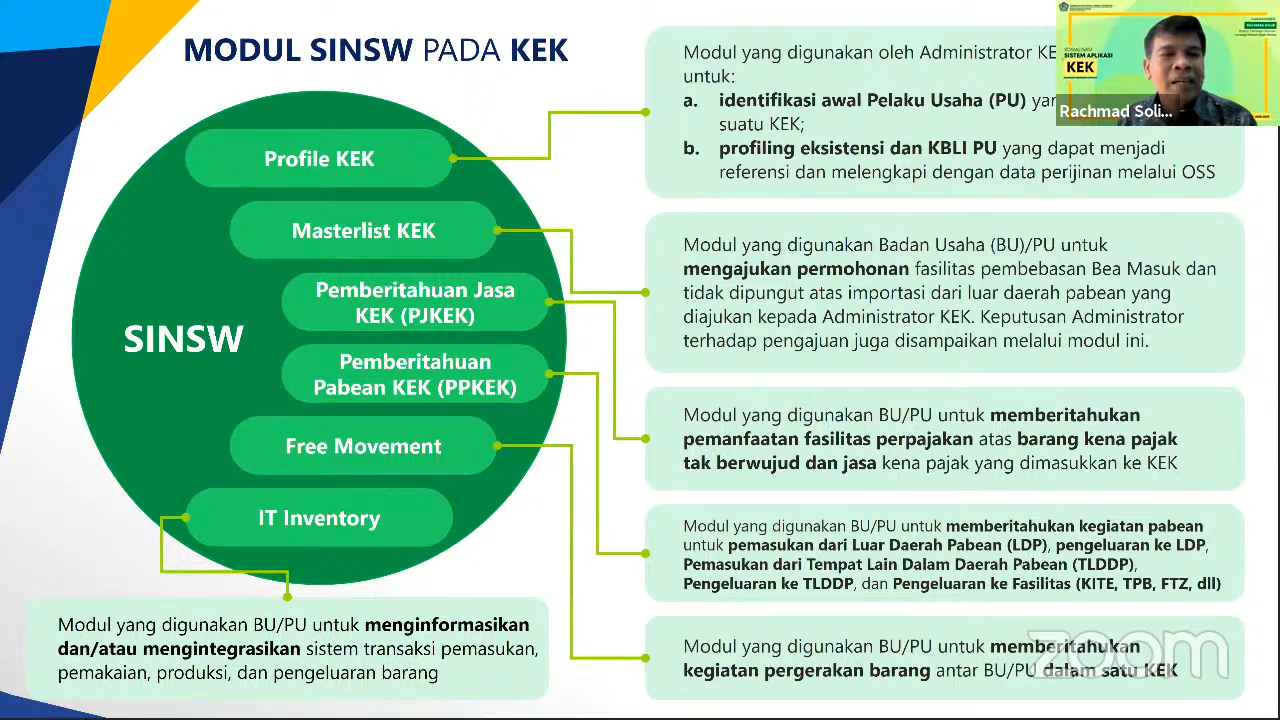 MODUL SINSW PADA KEK
SINSW
Profile KEK
Masterlist KEK
Pemberitahuan Jasa
KEK (PJKEK)
Pemberitahuan
Pabean KEK (PPKEK)
Free Movement
IT Inventory
Modul yang digunakan oleh Administrator
untuk:
a. identifikasi awal Pelaku Usaha (PU)
suatu KEK;
b. profiling eksistensi dan KBLI PU yang dapat menjadi
referensi dan melengkapi dengan data perijinan melalui OSS
Modul yang digunakan Badan Usaha (BU)/PU untuk
mengajukan permohonan fasilitas pembebasan Bea Masuk dan
tidak dipungut atas importasi dari luar daerah pabean yang
diajukan kepada Administrator KEK. Keputusan Administrator
terhadap pengajuan juga disampaikan melalui modul ini.
Modul yang digunakan BU/PU untuk memberitahukan
pemanfaatan fasilitas perpajakan atas barang kena pajak
tak berwujud dan jasa kena pajak yang dimasukkan ke KEK
Modul yang digunakan BU/PU untuk memberitahukan kegiatan pabean
untuk pemasukan dari Luar Daerah Pabean (LDP), pengeluaran ke LDP,
Pemasukan dari Tempat Lain Dalam Daerah Pabean (TLDDP),
Pengeluaran ke TLDDP, dan Pengeluaran ke Fasilitas (KITE, TPB, FTZ, dll)
Modul yang digunakan BU/PU untuk memberitahukan
kegiatan pergerakan barang antar BU/PU dalam satu KEK
Modul yang digunakan BU/PU untuk menginformasikan
dan/atau mengintegrasikan sistem transaksi pemasukan,
pemakaian, produksi, dan pengeluaran barang
SOSIALISASI
SISTEM APLIKASI
KEK
Rachmad Soli...
zoom